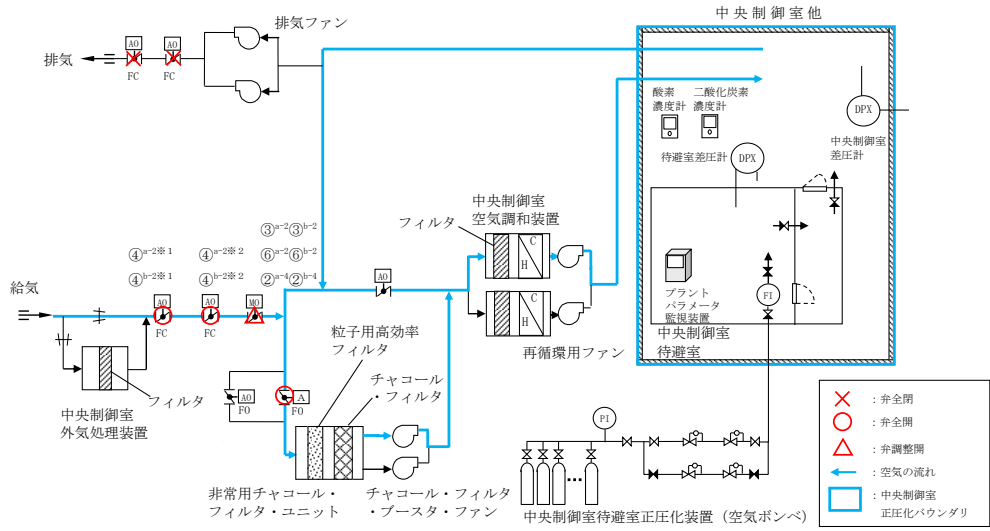 中央制御室他
排気ファン
AO
AO
排気
FC
FC
酸素
濃度計
二酸化炭素
濃度計
DPX
中央制御室
差圧計
待避室差圧計
DPX
中央制御室
空気調和装置
フィルタ
C
H
C
H
再循環用ファン
③a-2③b-2
④a-2※1
④a-2※2
⑥a-2⑥b-2
④b-2※1
④b-2※2
②a-4②b-4
給気
AO
FC
AO
FC
MO
AO
フィルタ
中央制御室
外気処理装置
粒子用高効率
フィルタ
チャコール
・フィルタ
AO
FO
A
FO
非常用チャコール・
フィルタ・ユニット
チャコール・フィルタ
・ブースタ・ファン
プラント
パラメータ
監視装置
FI
中央制御室
待避室
PI
中央制御室待避室正圧化装置（空気ボンベ）
：弁全閉
：弁全開
：弁調整開
：空気の流れ
：中央制御室
正圧化バウンダリ